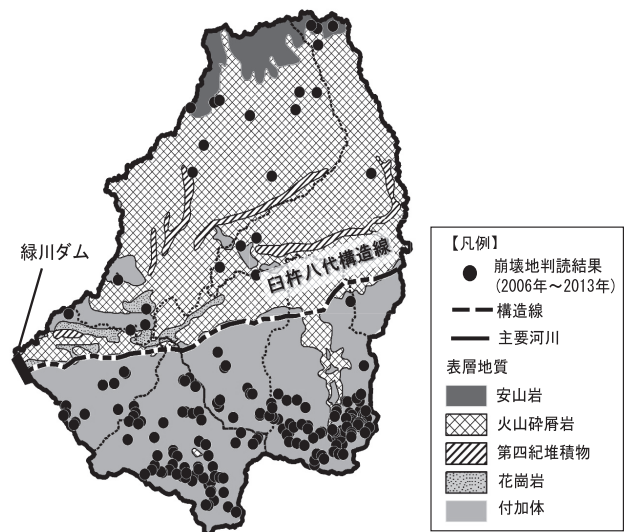 緑川ダム
臼杵八代構造線
【凡例】
崩壊地判読結果
(2006年～2013年)
構造線
主要河川
表層地質
安山岩
火山砕屑岩
第四紀堆積物
花崗岩
付加体